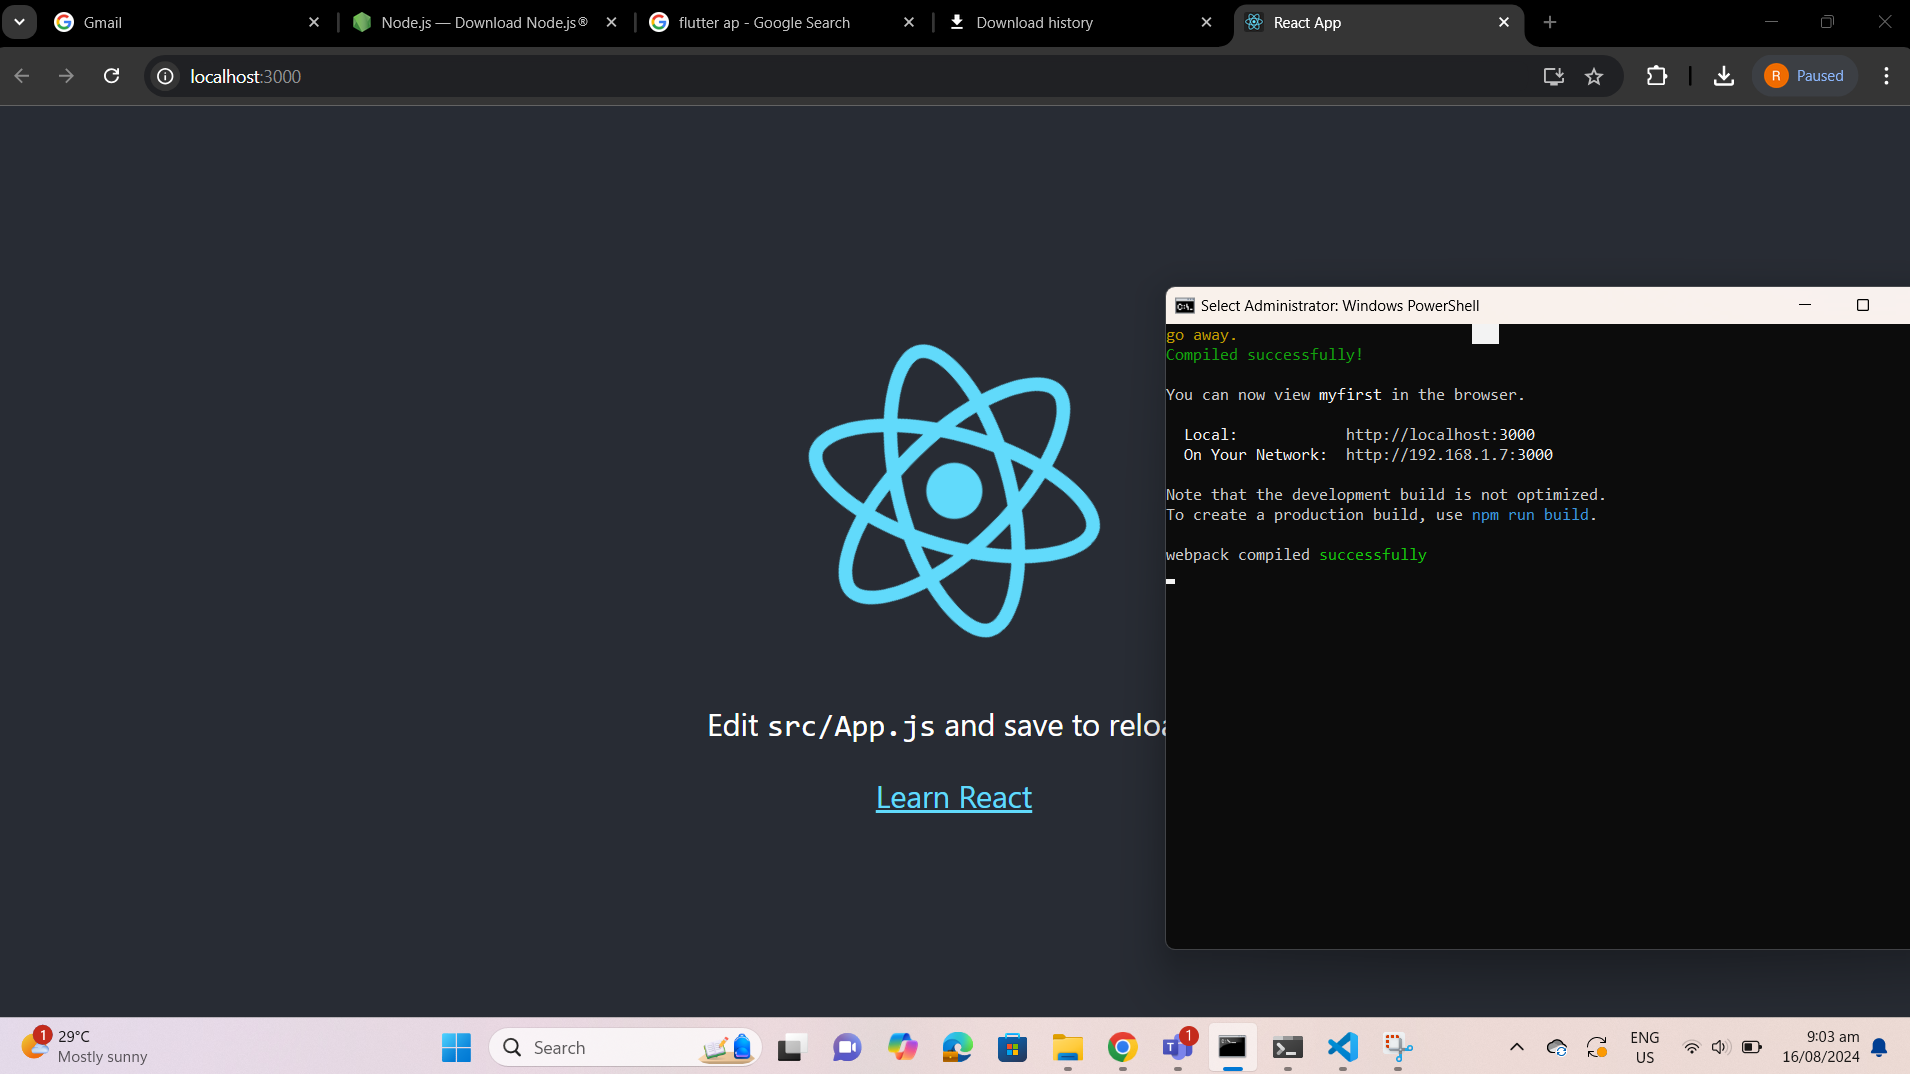 Gmail
Node.js — Download Node.js®
flutter ap - Google Search
Download history
React App
localhost:3000
R
Paused
Select Administrator: Windows PowerShell
go away.
Compiled successfully!
You can now view myfirst in the browser.
Local: http://localhost:3000
On Your Network: http://192.168.1.7:3000
Note that the development build is not optimized.
To create a production build, use npm run build.
webpack compiled successfully
Edit src/App.js and save to reloa
Learn React
1
29°C
Mostly sunny
Search
1
ENG
US
9:03 am
16/08/2024